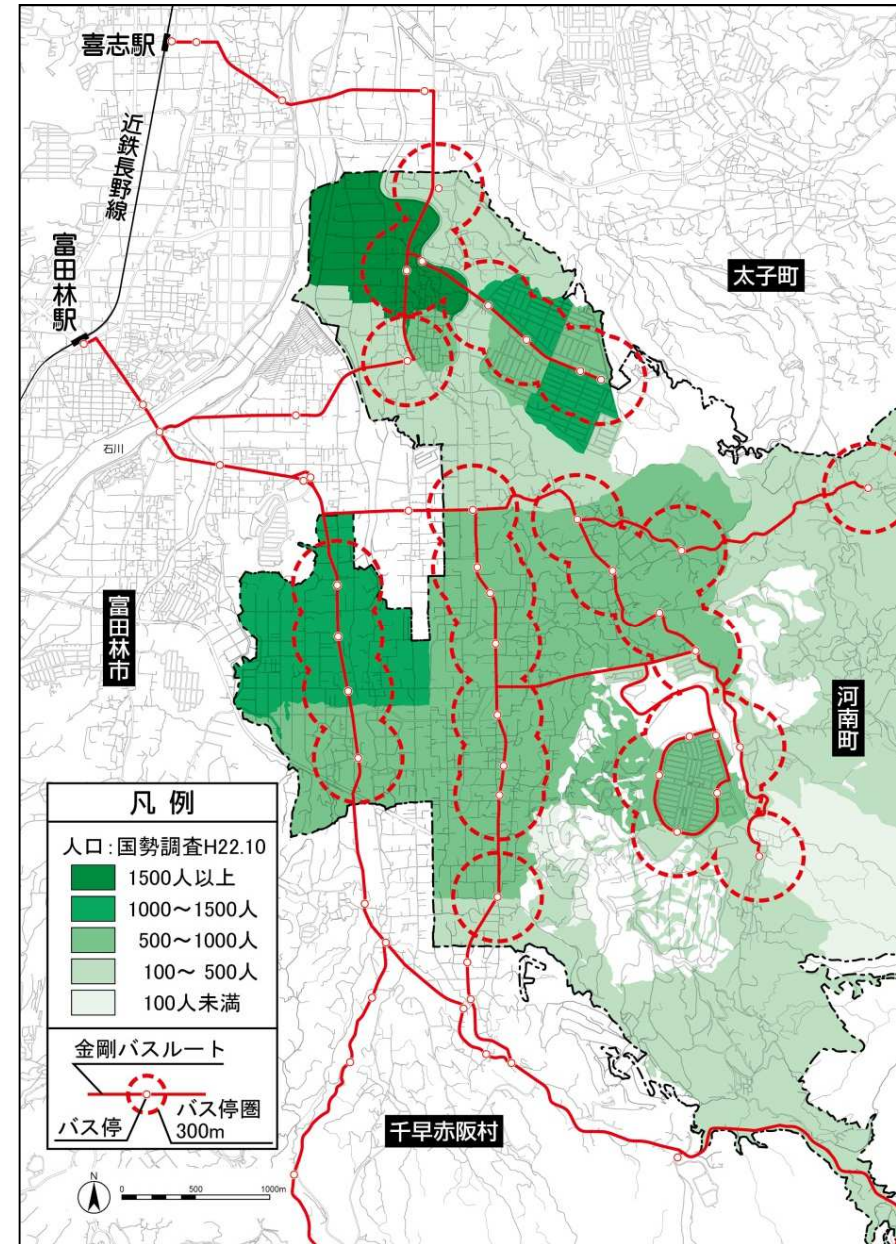 喜志駅
近鉄長野線
富田林駅
太子町
石川
富田林市
河南町
凡例
人口:国勢調査H22.10
1500人以上
1000～1500人
500～1000人
100～ 500人
100人未満
金剛バスルート
バス停
バス停圏
300m
千早赤阪村
N
0 500 1000m